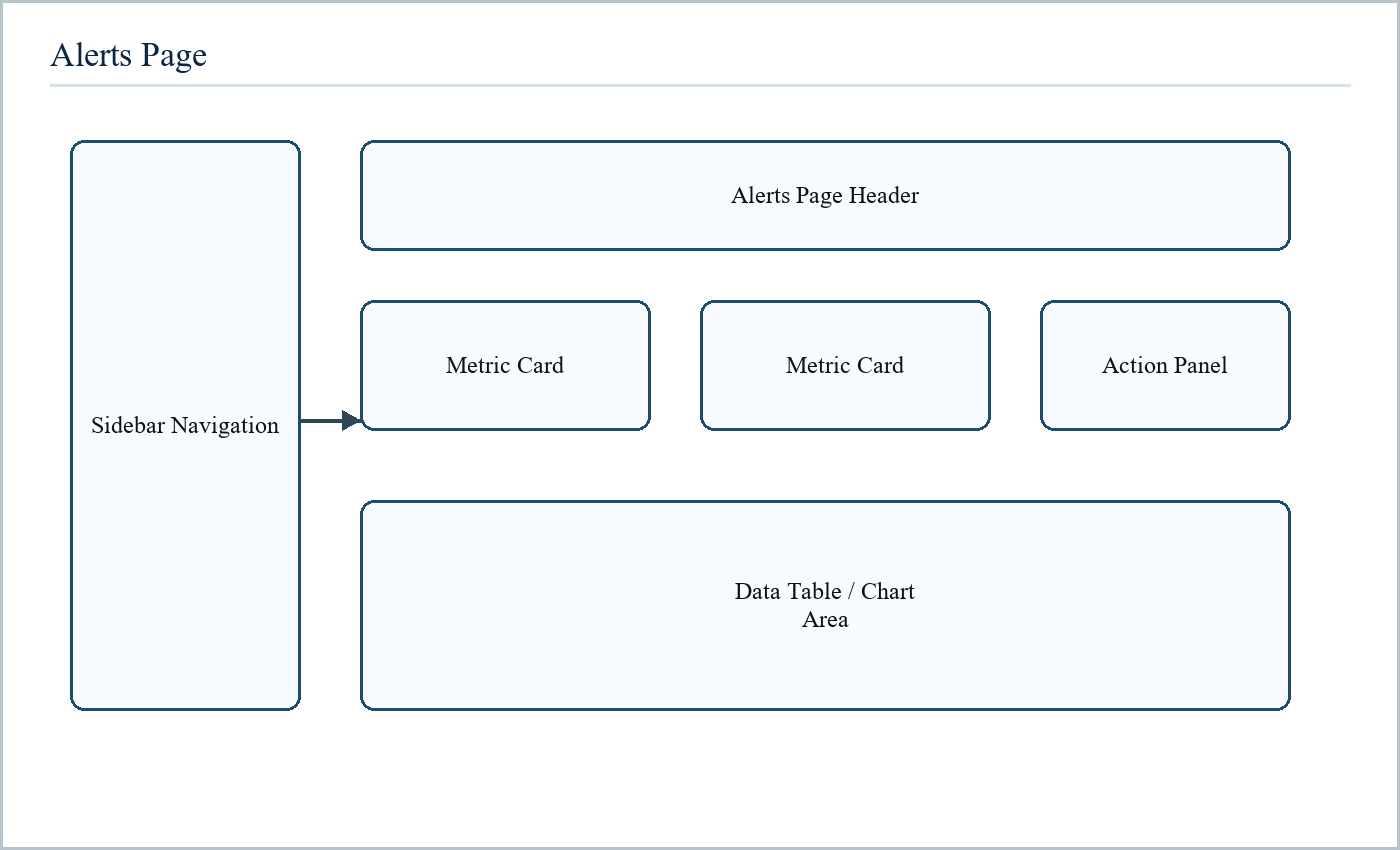 Alerts Page
Alerts Page Header
Metric Card
Metric Card
Action Panel
Sidebar Navigation
Data Table / Chart
Area